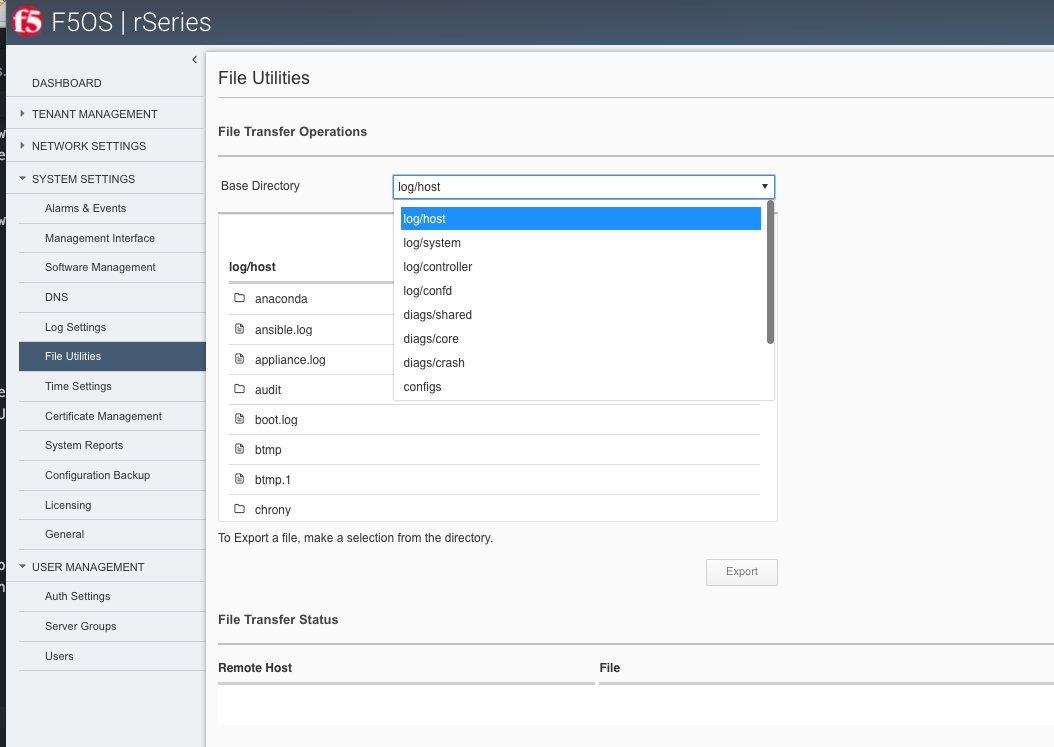 f5 F5OS | rSeries
DASHBOARD
TENANT MANAGEMENT
NETWORK SETTINGS
SYSTEM SETTINGS
Alarms & Events
Management Interface
Software Management
DNS
Log Settings
File Utilities
Time Settings
Certificate Management
System Reports
Configuration Backup
Licensing
General
USER MANAGEMENT
Auth Settings
Server Groups
Users
File Utilities
File Transfer Operations
Base Directory
log/host
log/host
log/system
log/controller
log/confd
diags/shared
diags/core
diags/crash
configs
log/host
anaconda
ansible.log
appliance.log
audit
boot.log
btmp
btmp.1
chrony
To Export a file, make a selection from the directory.
Export
File Transfer Status
Remote Host File